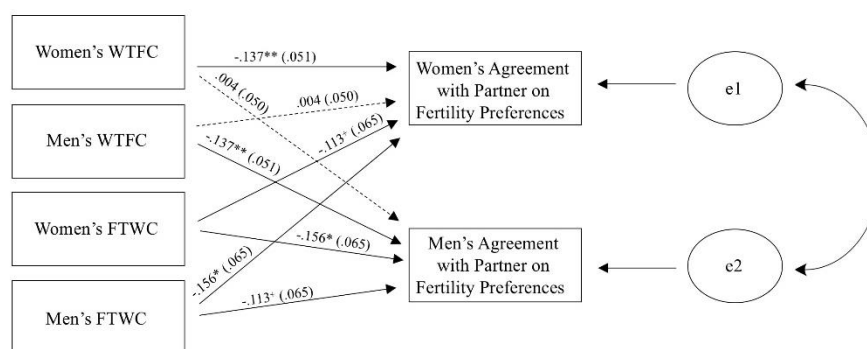 Women's WTFC
Men's WTFC
Women's FTWC
Men's FTWC
-.137** (.051)
.004 (.050)
.004 (.050)
-.137** (.051)
-.113⁺ (.065)
-.156* (.065)
-.156* (.065)
-.113⁺ (.065)
Women's Agreement
with Partner on
Fertility Preferences
Men's Agreement
with Partner on
Fertility Preferences
e1
e2